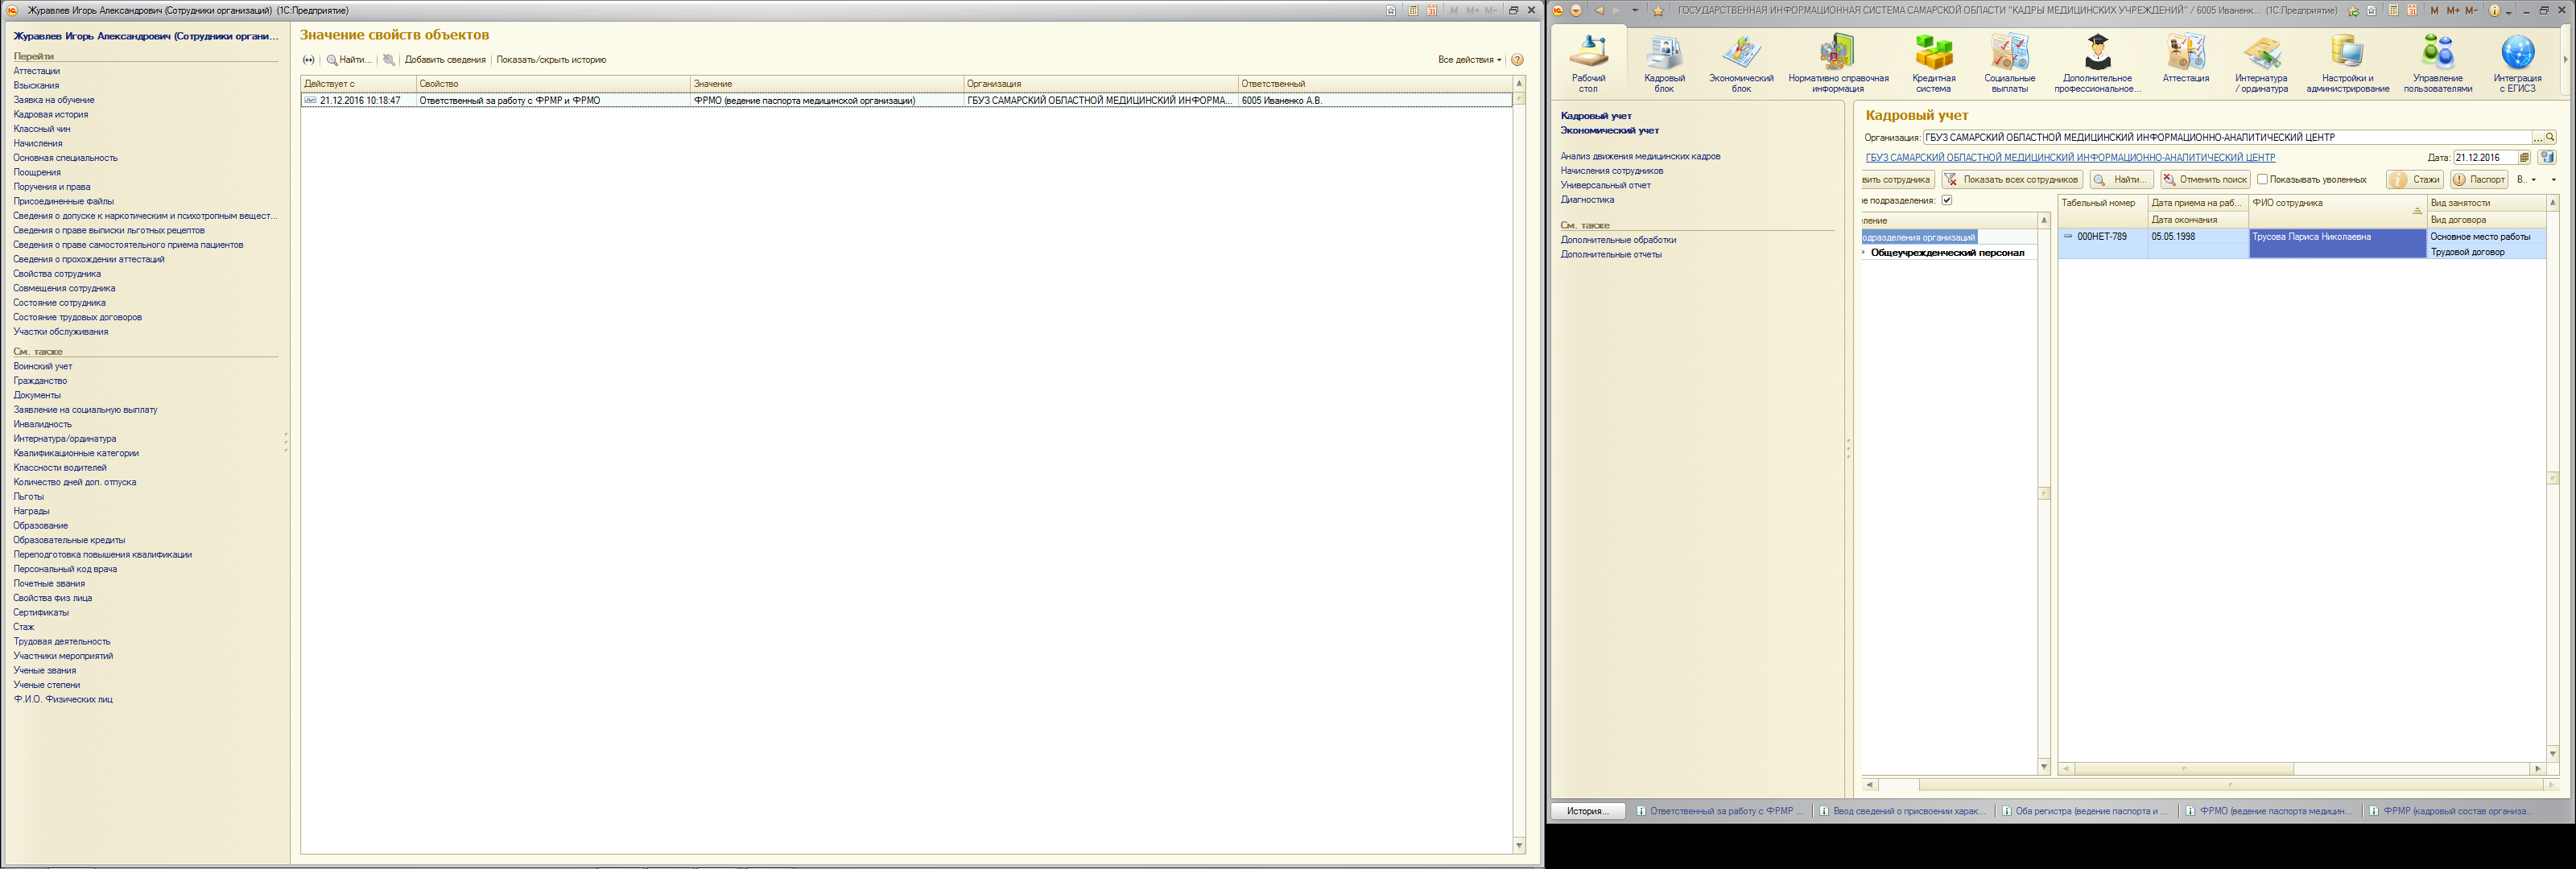 Журавлев Игорь Александрович (Сотрудники организаций) (1С:Предприятие)
M M+ M-
Журавлев Игорь Александрович (Сотрудники органи...
Перейти
Аттестации
Взыскания
Заявка на обучение
Кадровая история
Классный чин
Начисления
Основная специальность
Поощрения
Поручения и права
Присоединенные файлы
Сведения о допуске к наркотическим и психотропным вещест...
Сведения о праве выписки льготных рецептов
Сведения о праве самостоятельного приема пациентов
Сведения о прохождении аттестаций
Свойства сотрудника
Совмещения сотрудника
Состояние сотрудника
Состояние трудовых договоров
Участки обслуживания
См. также
Воинский учет
Гражданство
Документы
Заявление на социальную выплату
Инвалидность
Интернатура/ординатура
Квалификационные категории
Классности водителей
Количество дней доп. отпуска
Льготы
Награды
Образование
Образовательные кредиты
Переподготовка повышения квалификации
Персональный код врача
Почетные звания
Свойства физ лица
Сертификаты
Стаж
Трудовая деятельность
Участники мероприятий
Ученые звания
Ученые степени
Ф.И.О. Физических лиц
Значение свойств объектов
Найти... Добавить сведения Показать/скрыть историю Все действия
Действует с Свойство Значение Организация Ответственный
21.12.2016 10:18:47 Ответственный за работу с ФРМР и ФРМО ФРМО (ведение паспорта медицинской организации) ГБУЗ САМАРСКИЙ ОБЛАСТНОЙ МЕДИЦИНСКИЙ ИНФОРМА... 6005 Иваненко А.В.
ГОСУДАРСТВЕННАЯ ИНФОРМАЦИОННАЯ СИСТЕМА САМАРСКОЙ ОБЛАСТИ "КАДРЫ МЕДИЦИНСКИХ УЧРЕЖДЕНИЙ" / 6005 Иваненк... (1С:Предприятие)
M M+ M-
Рабочий стол
Кадровый блок
Экономический блок
Нормативно справочная информация
Кредитная система
Социальные выплаты
Дополнительное профессиональное...
Аттестация
Интернатура / ординатура
Настройки и администрирование
Управление пользователями
Интеграция с ЕГИСЗ
Кадровый учет
Экономический учет
Анализ движения медицинских кадров
Начисления сотрудников
Универсальный отчет
Диагностика
См. также
Дополнительные обработки
Дополнительные отчеты
Кадровый учет
Организация: ГБУЗ САМАРСКИЙ ОБЛАСТНОЙ МЕДИЦИНСКИЙ ИНФОРМАЦИОННО-АНАЛИТИЧЕСКИЙ ЦЕНТР
ГБУЗ САМАРСКИЙ ОБЛАСТНОЙ МЕДИЦИНСКИЙ ИНФОРМАЦИОННО-АНАЛИТИЧЕСКИЙ ЦЕНТР Дата: 21.12.2016
вить сотрудника Показать всех сотрудников Найти... Отменить поиск Показывать уволенных Стажи Паспорт В..
е подразделения:
ление
одразделения организаций
Общеучрежденческий персонал
Табельный номер Дата приема на раб... ФИО сотрудника Вид занятости
Дата окончания Вид договора
000НЕТ-789 05.05.1998 Трусова Лариса Николаевна Основное место работы
Трудовой договор
История... Ответственный за работу с ФРМР ... Ввод сведений о присвоении харак... Оба регистра (ведение паспорта и ... ФРМО (ведение паспорта медицин... ФРМР (кадровый состав организа...